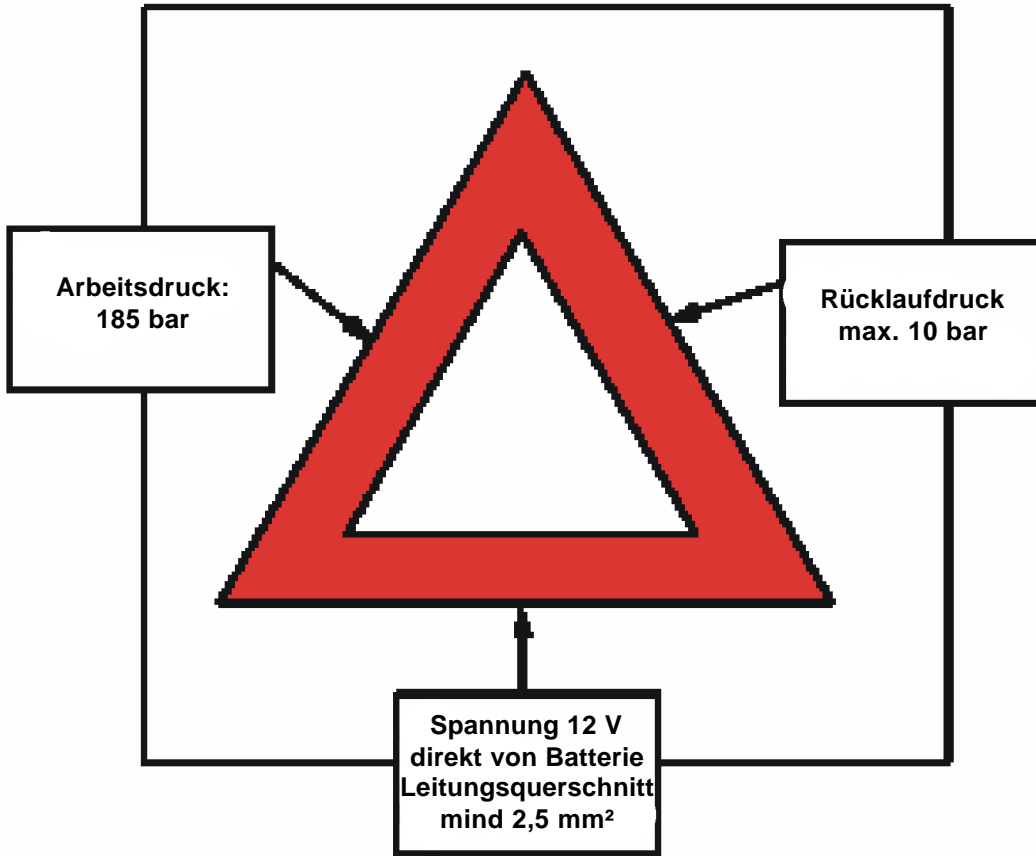 Arbeitsdruck:
185 bar
Rücklaufdruck
max. 10 bar
Spannung 12 V
direkt von Batterie
Leitungsquerschnitt
mind 2,5 mm²